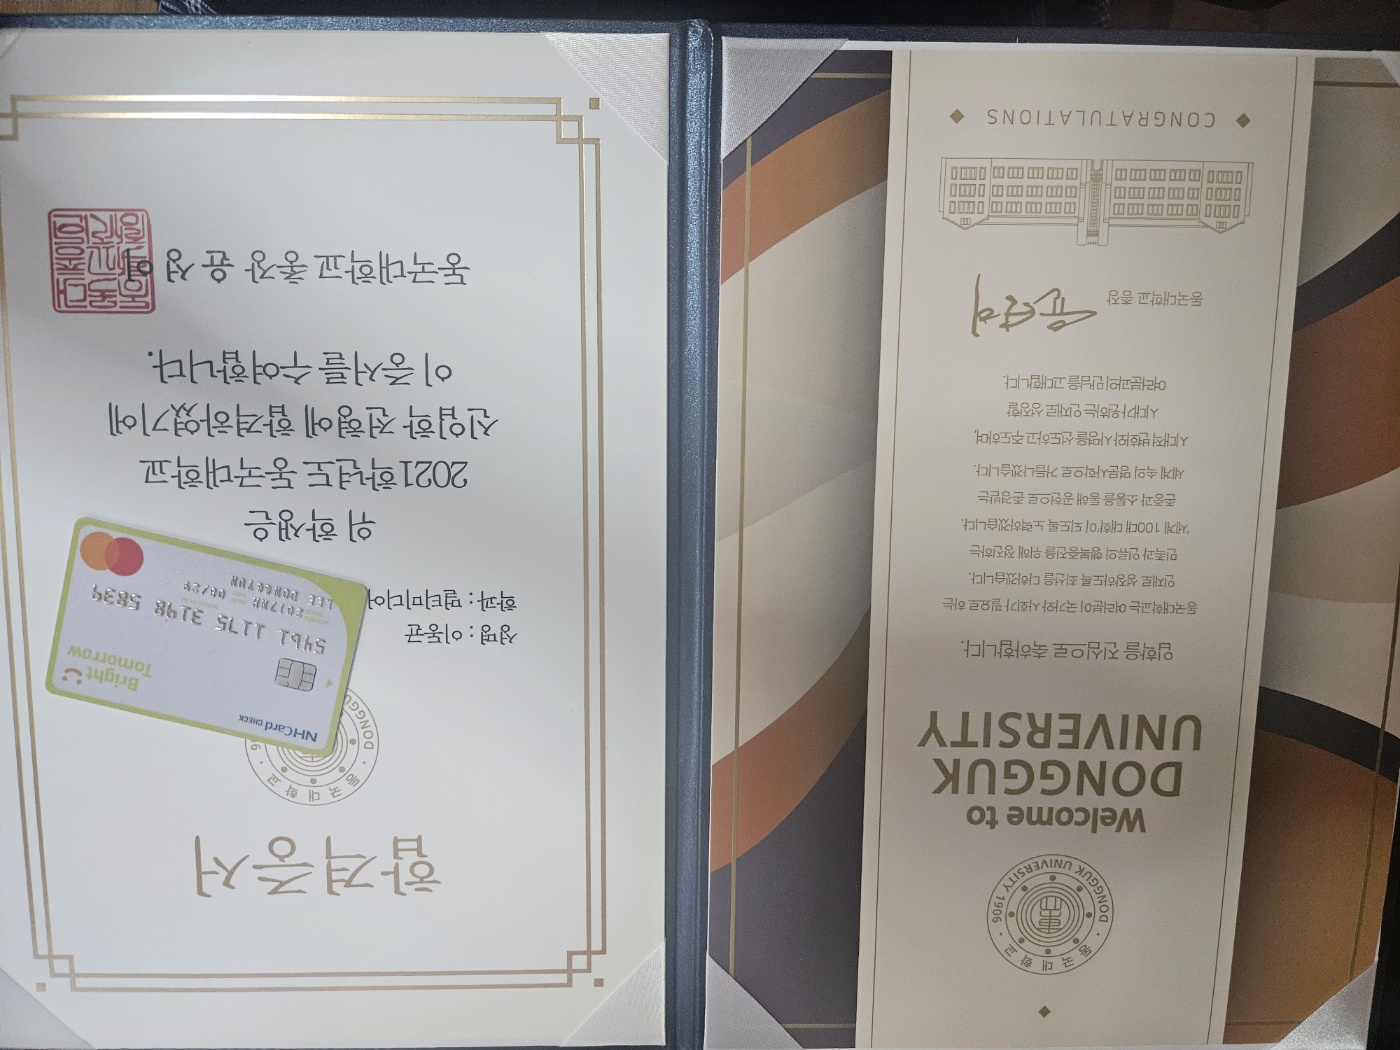 동국대학교
DONGGUK UNIVERSITY 1906
Welcome to
DONGGUK
UNIVERSITY
입학을 진심으로 축하합니다.
동국대학교는 여러분이 국가와 사회가 필요로 하는
인재로 성장하도록 최선을 다하겠습니다.
민족과 인류의 행복증진을 위해 정진하는
'세계 100대 대학'이 되도록 노력하겠습니다.
존중과 소통을 통해 공헌으로 존경받는
세계 속의 명문사학으로 거듭나겠습니다.
시대적 변화와 사명을 선도하고 주도하며,
시대가 원하는 인재로 성장할
여러분과의 만남을 고대합니다.
동국대학교 총장 윤성이
CONGRATULATIONS
합격증서
동국대학교
DONGGU
NHCard CHECK
Bright
Tomorrow
5461 1175 3198 5839
LEE DONGGYUN
성명 : 이동균
학과 : 멀티미디어
위 학생은
2021학년도 동국대학교
신입학 전형에 합격하였기에
이 증서를 수여합니다.
동국대학교 총장 윤성이